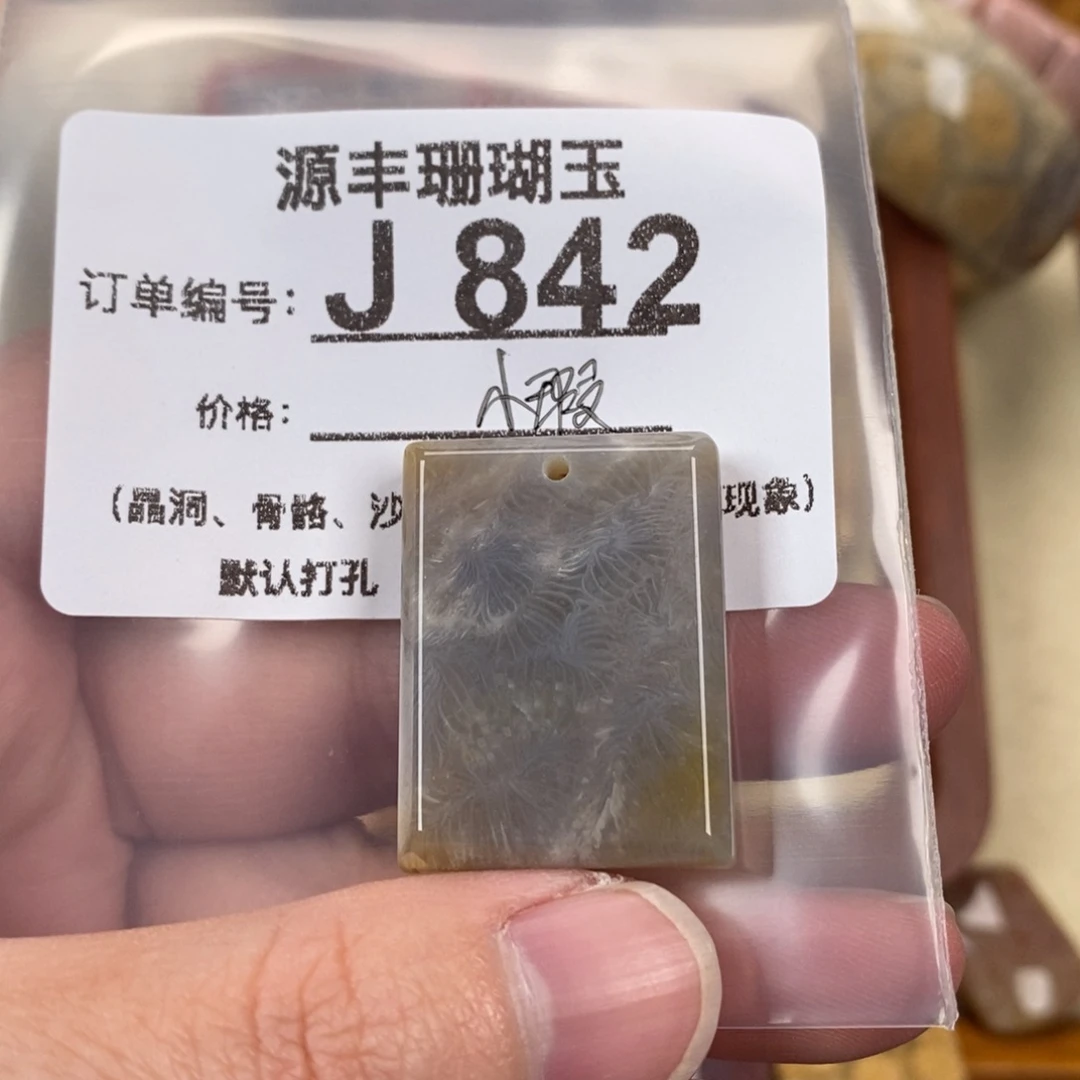 源丰珊瑚玉
订单编号: J 842
价格: 小瑕
(晶洞、骨骼、沙 现象)
默认打孔